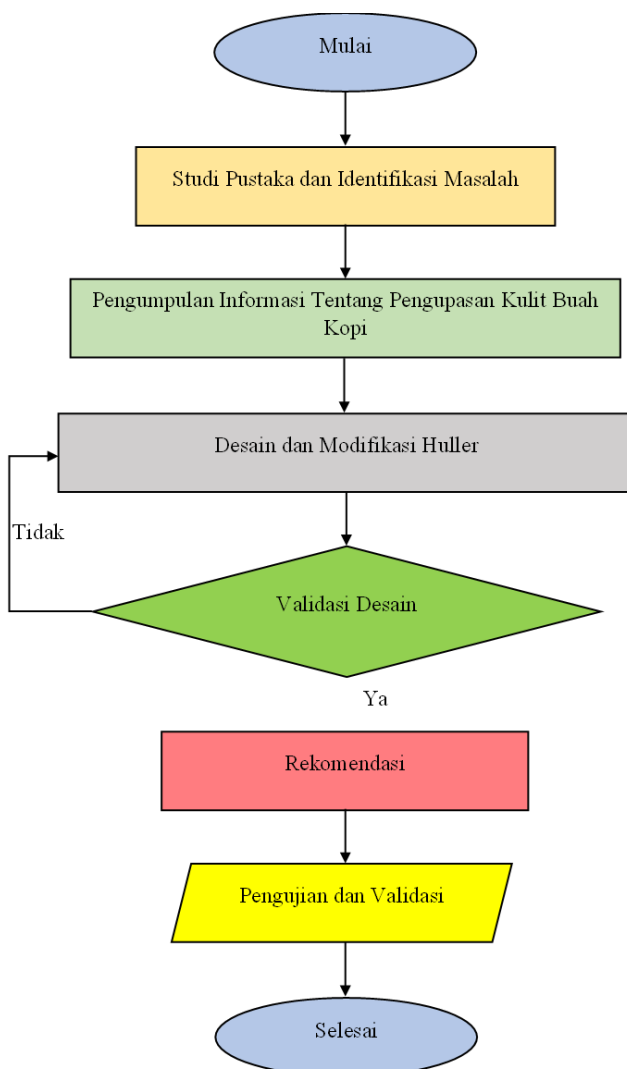 Mulai
Studi Pustaka dan Identifikasi Masalah
Pengumpulan Informasi Tentang Pengupasan Kulit Buah
Kopi
Desain dan Modifikasi Huller
Tidak
Validasi Desain
Ya
Rekomendasi
Pengujian dan Validasi
Selesai